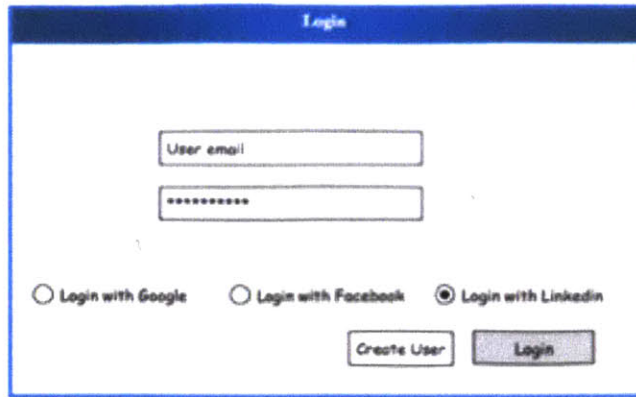 Login
User email
**********
Login with Google Login with Facebook Login with Linkedin
Create User Login